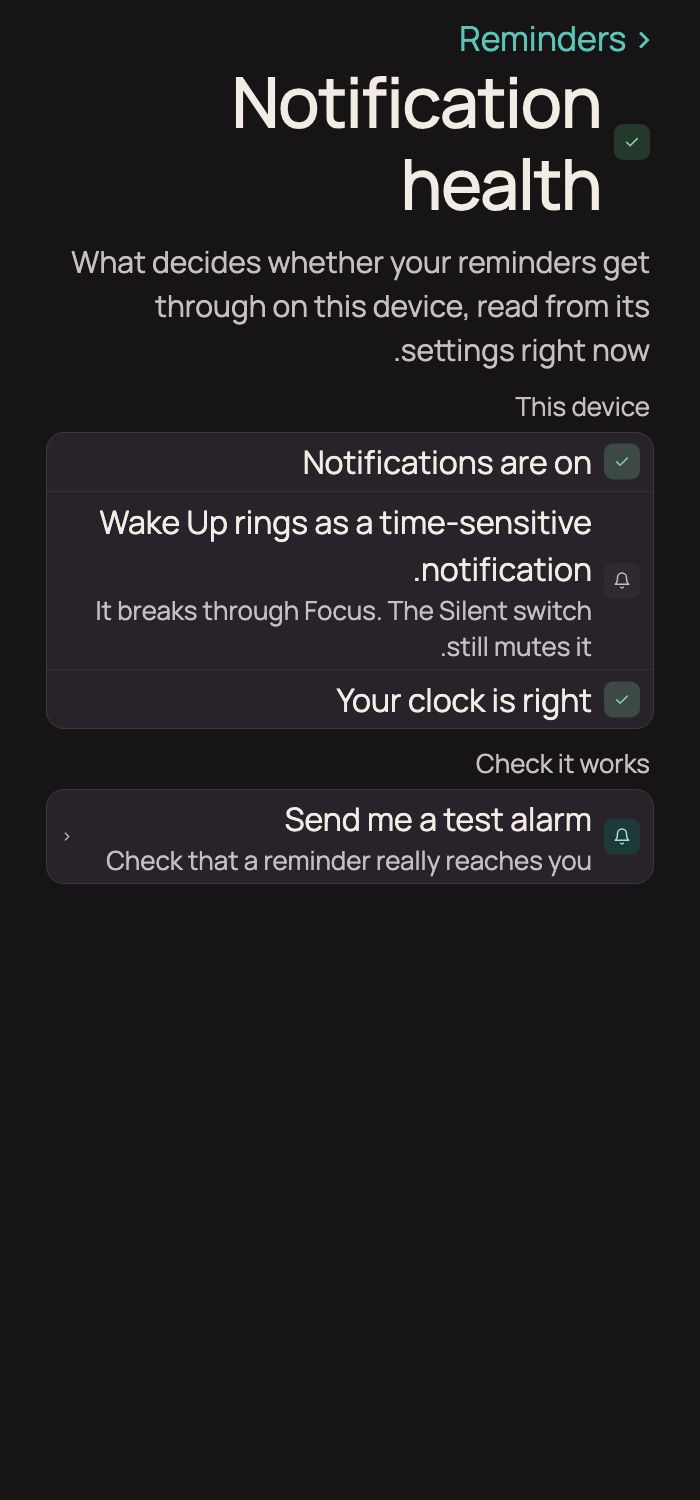 Reminders
Notification
health
What decides whether your reminders get
through on this device, read from its
.settings right now
This device
Notifications are on
Wake Up rings as a time-sensitive
.notification
It breaks through Focus. The Silent switch
.still mutes it
Your clock is right
Check it works
Send me a test alarm
Check that a reminder really reaches you